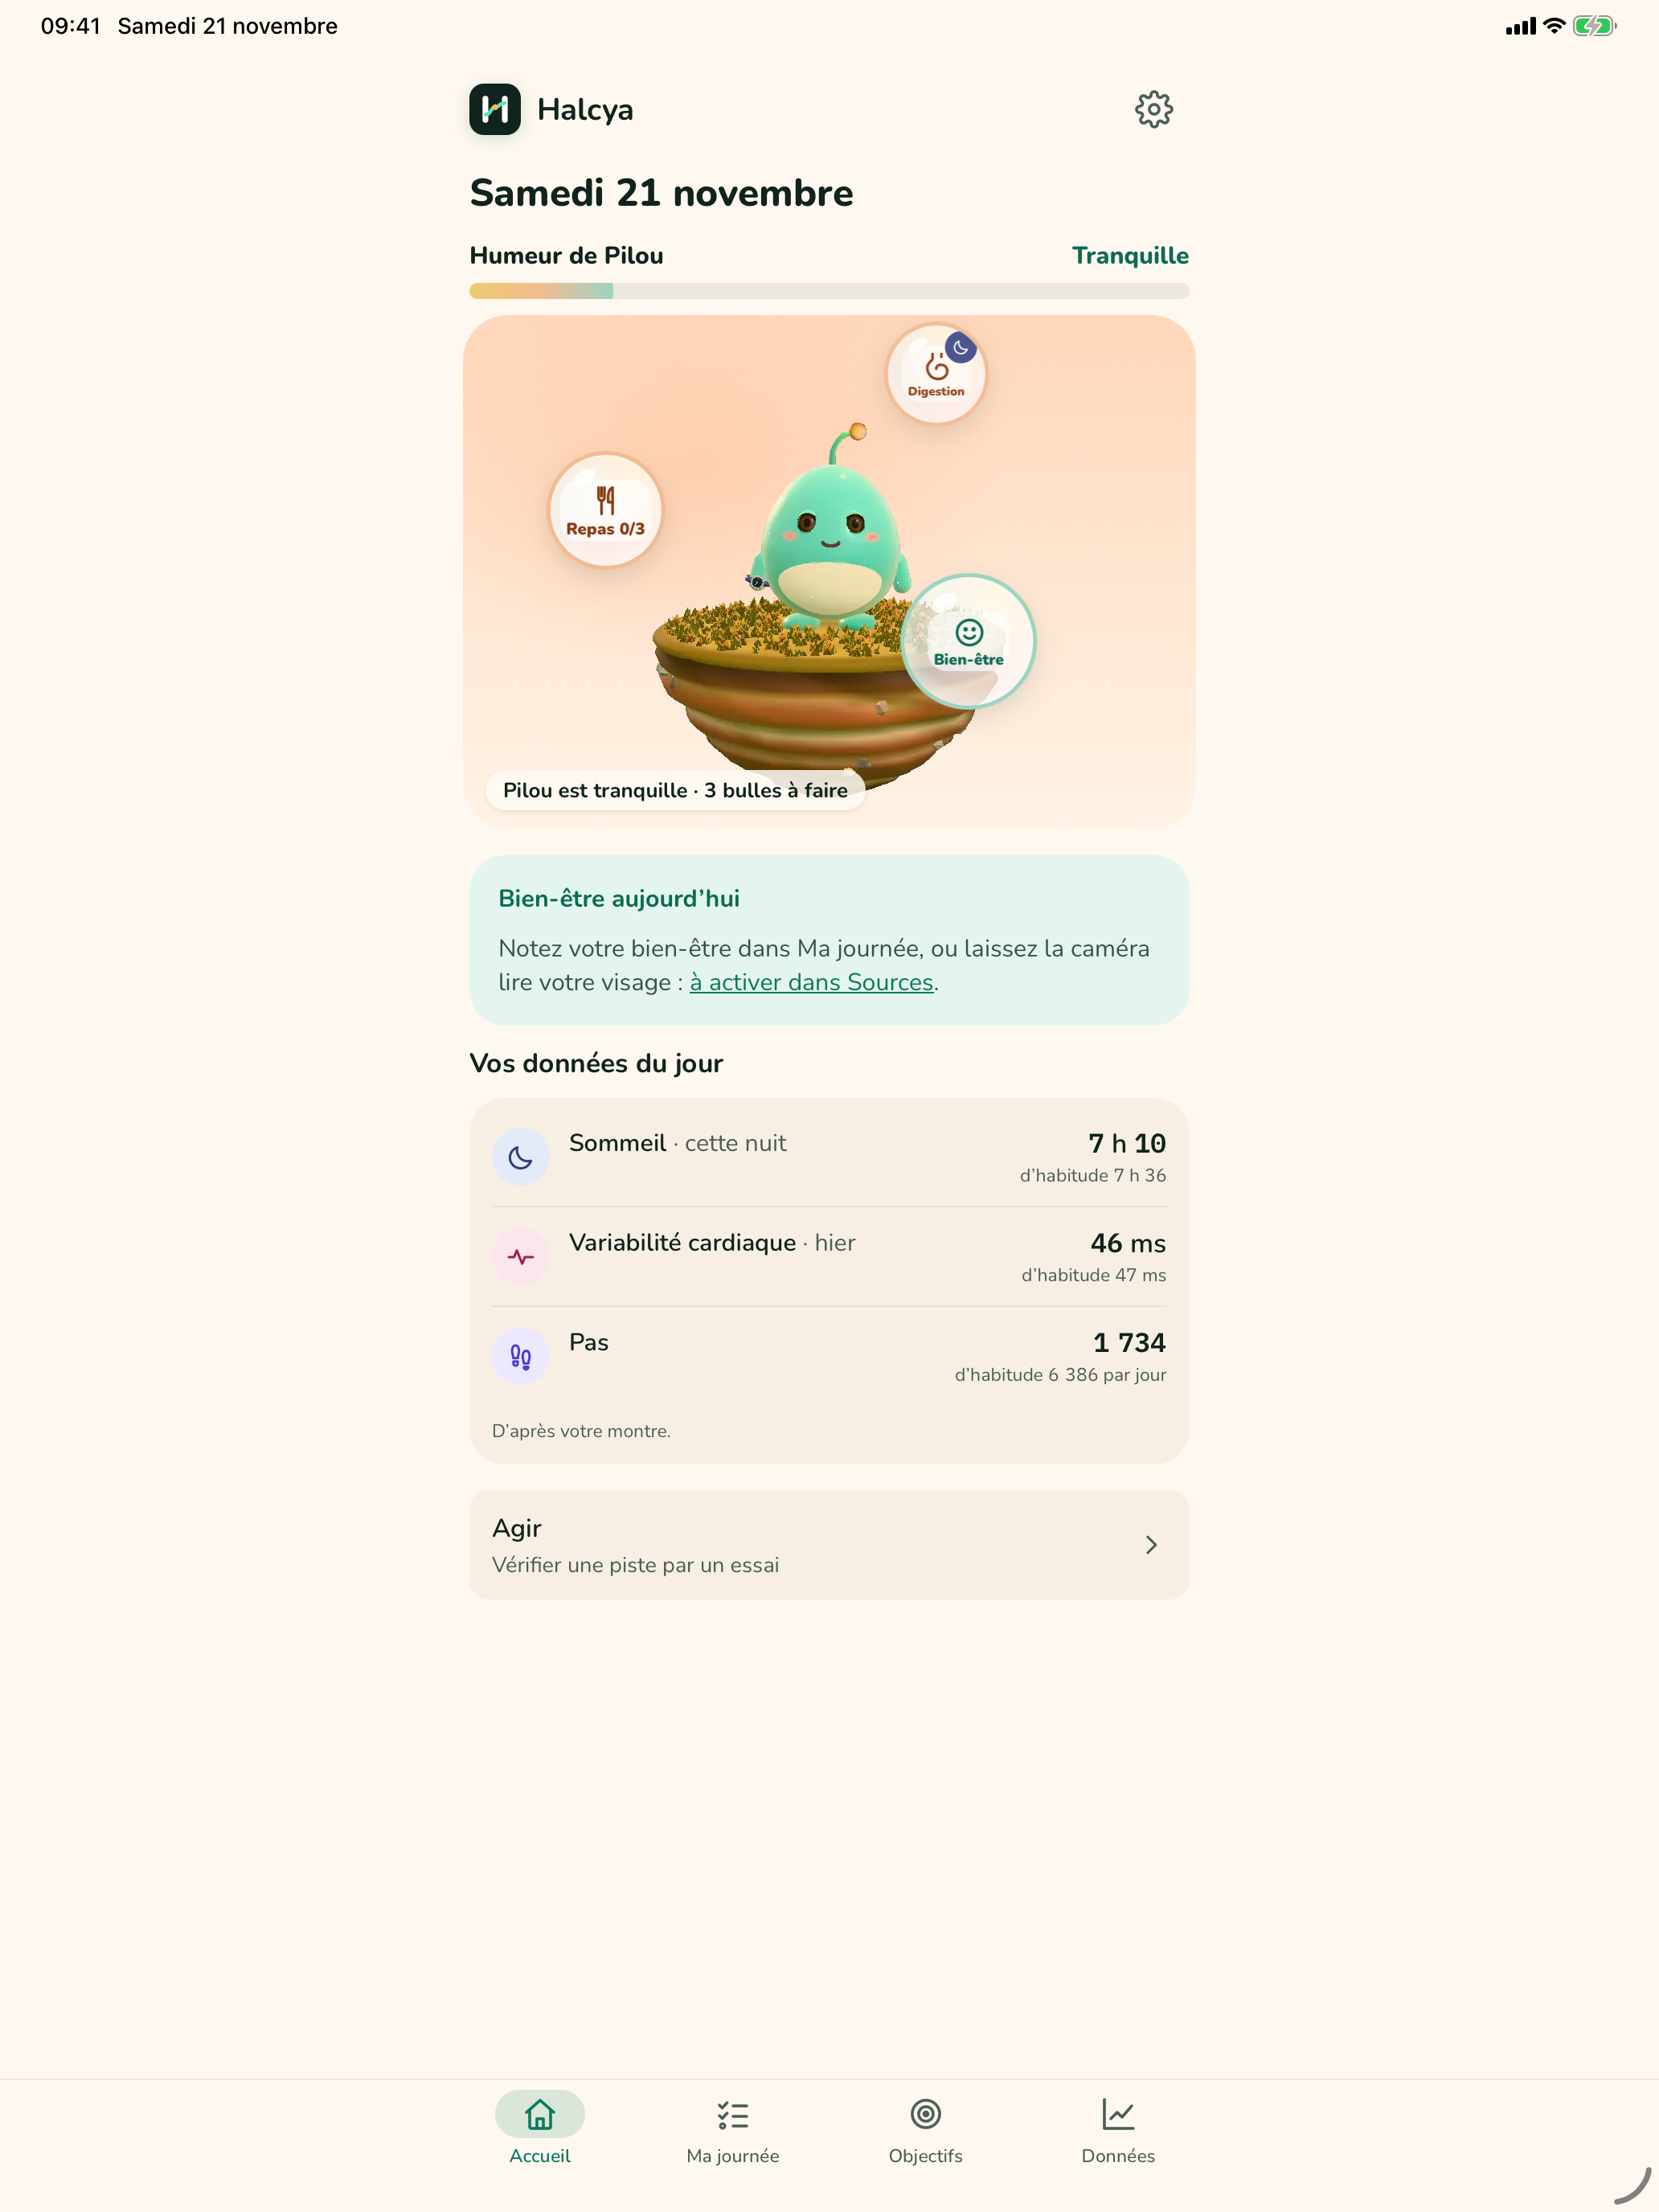 09:41 Samedi 21 novembre
Halcya
Samedi 21 novembre
Humeur de Pilou
Tranquille
Digestion
Repas 0/3
Bien-être
Pilou est tranquille · 3 bulles à faire
Bien-être aujourd’hui
Notez votre bien-être dans Ma journée, ou laissez la caméra
lire votre visage : à activer dans Sources.
Vos données du jour
Sommeil · cette nuit
7 h 10
d’habitude 7 h 36
Variabilité cardiaque · hier
46 ms
d’habitude 47 ms
Pas
1 734
d’habitude 6 386 par jour
D’après votre montre.
Agir
Vérifier une piste par un essai
Accueil
Ma journée
Objectifs
Données